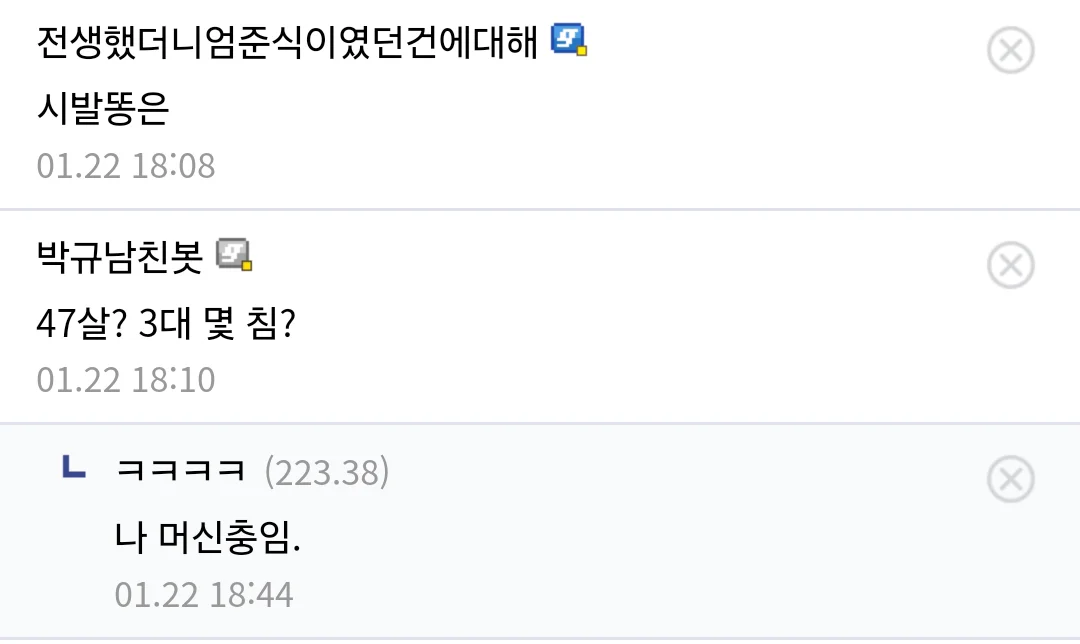 전생했더니엄준식이였던건에대해
시발똥은
01.22 18:08
박규남친봇
47살? 3대 몇 침?
01.22 18:10
ㅋㅋㅋㅋ (223.38)
나 머신충임.
01.22 18:44